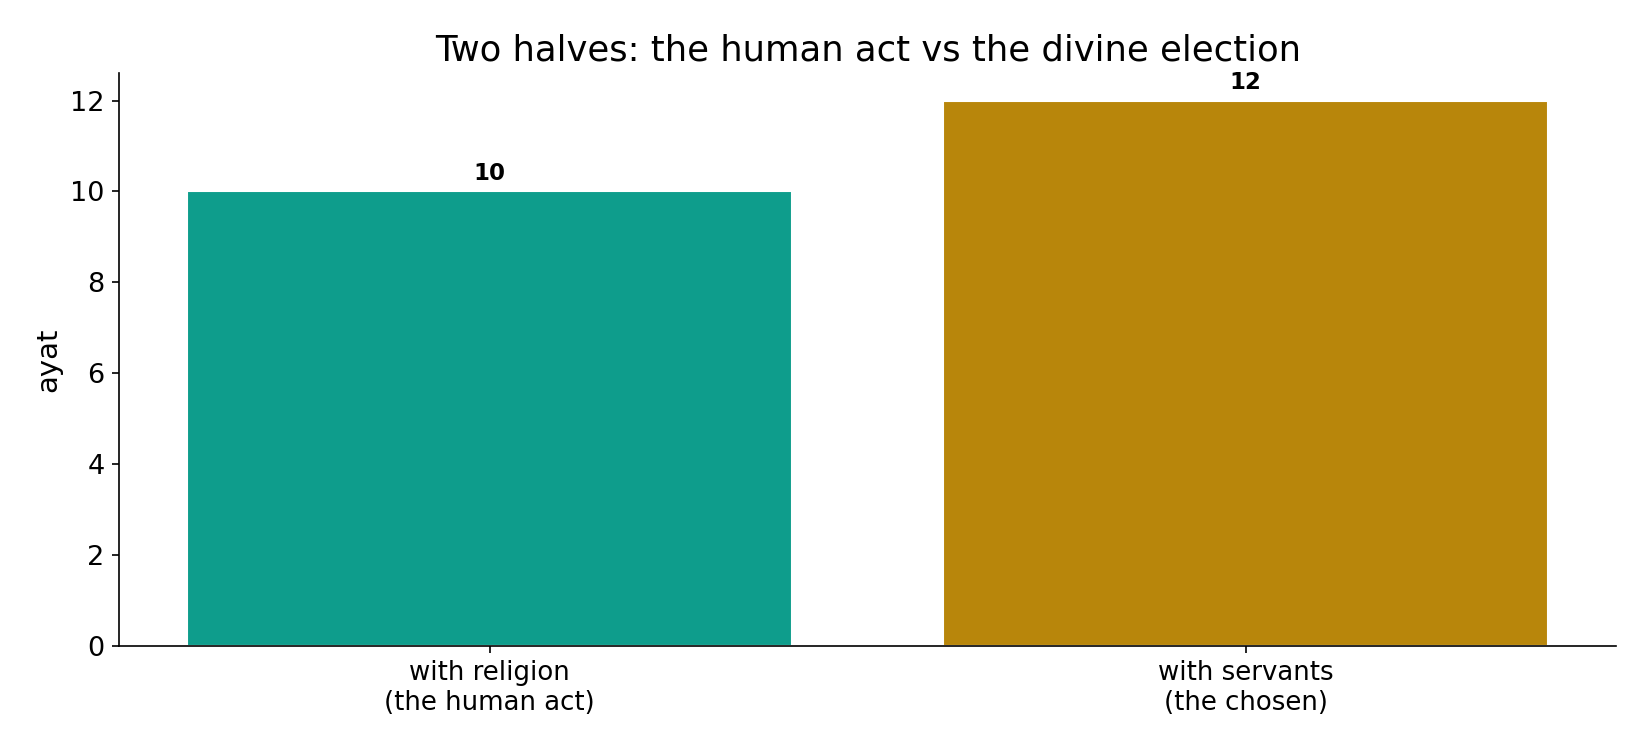 Two halves: the human act vs the divine election
12
12
10
10
8
6
4
2
0
ayat
with religion
(the human act)
with servants
(the chosen)